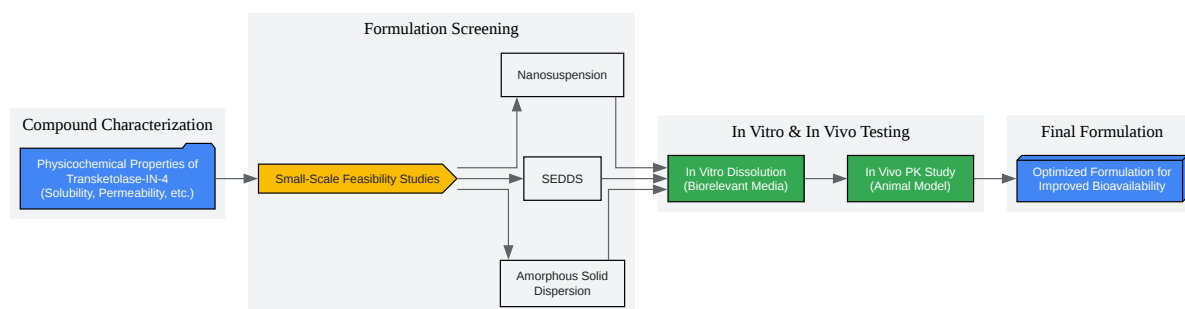 Compound Characterization
Physicochemical Properties of
Transketolase-IN-4
(Solubility, Permeability, etc.)
Formulation Screening
Small-Scale Feasibility Studies
Nanosuspension
SEDDS
Amorphous Solid
Dispersion
In Vitro & In Vivo Testing
In Vitro Dissolution
(Biorelevant Media)
In Vivo PK Study
(Animal Model)
Final Formulation
Optimized Formulation for
Improved Bioavailability